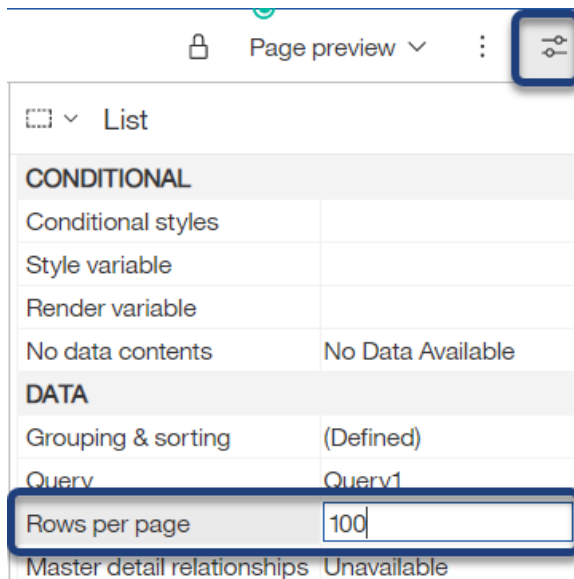 Page preview
List
CONDITIONAL
Conditional styles
Style variable
Render variable
No data contents No Data Available
DATA
Grouping & sorting (Defined)
Query Query1
Rows per page 100
Master detail relationships Unavailable